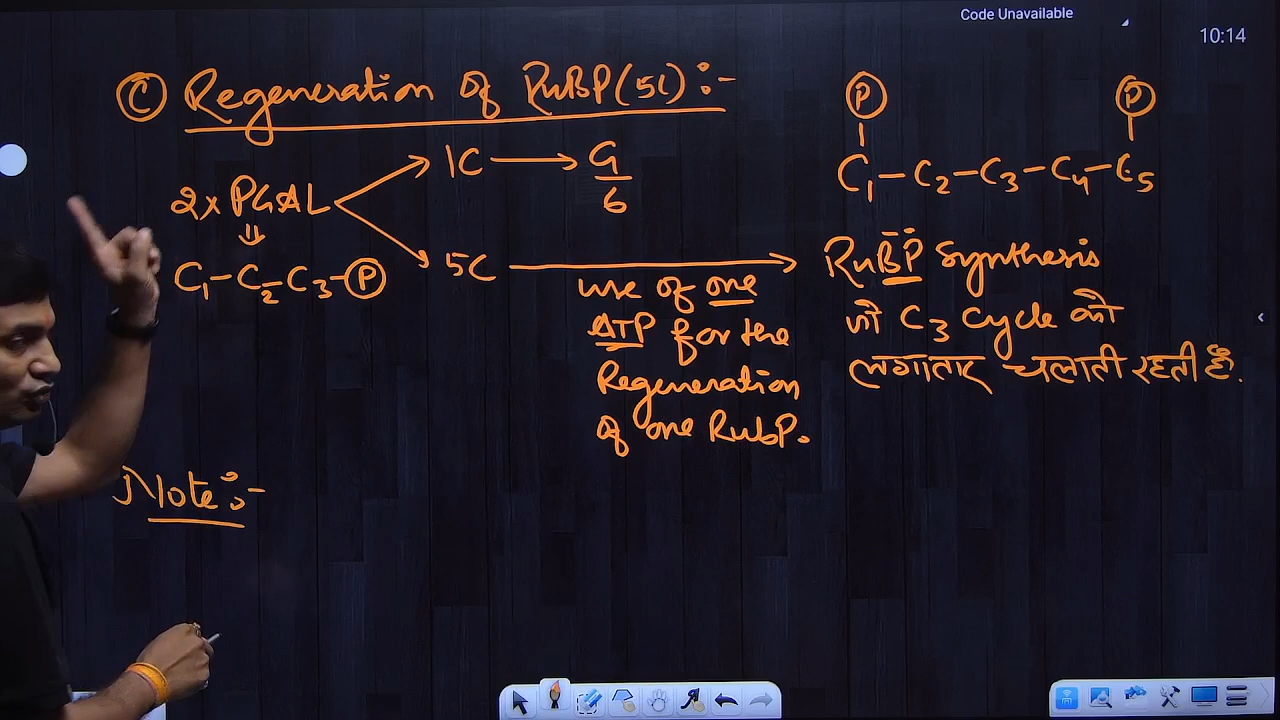 Code Unavailable
10:14
(C) Regeneration of RuBP(5C):-
P P
C1-C2-C3-C4-C5
2x PGAL
1C → G/6
⇓
C1-C2-C3-P
5C → RuBP synthesis
जो C3 cycle को
लगातार चलाती रहती है.
use of one
ATP for the
Regeneration
of one RubP.
Note:-